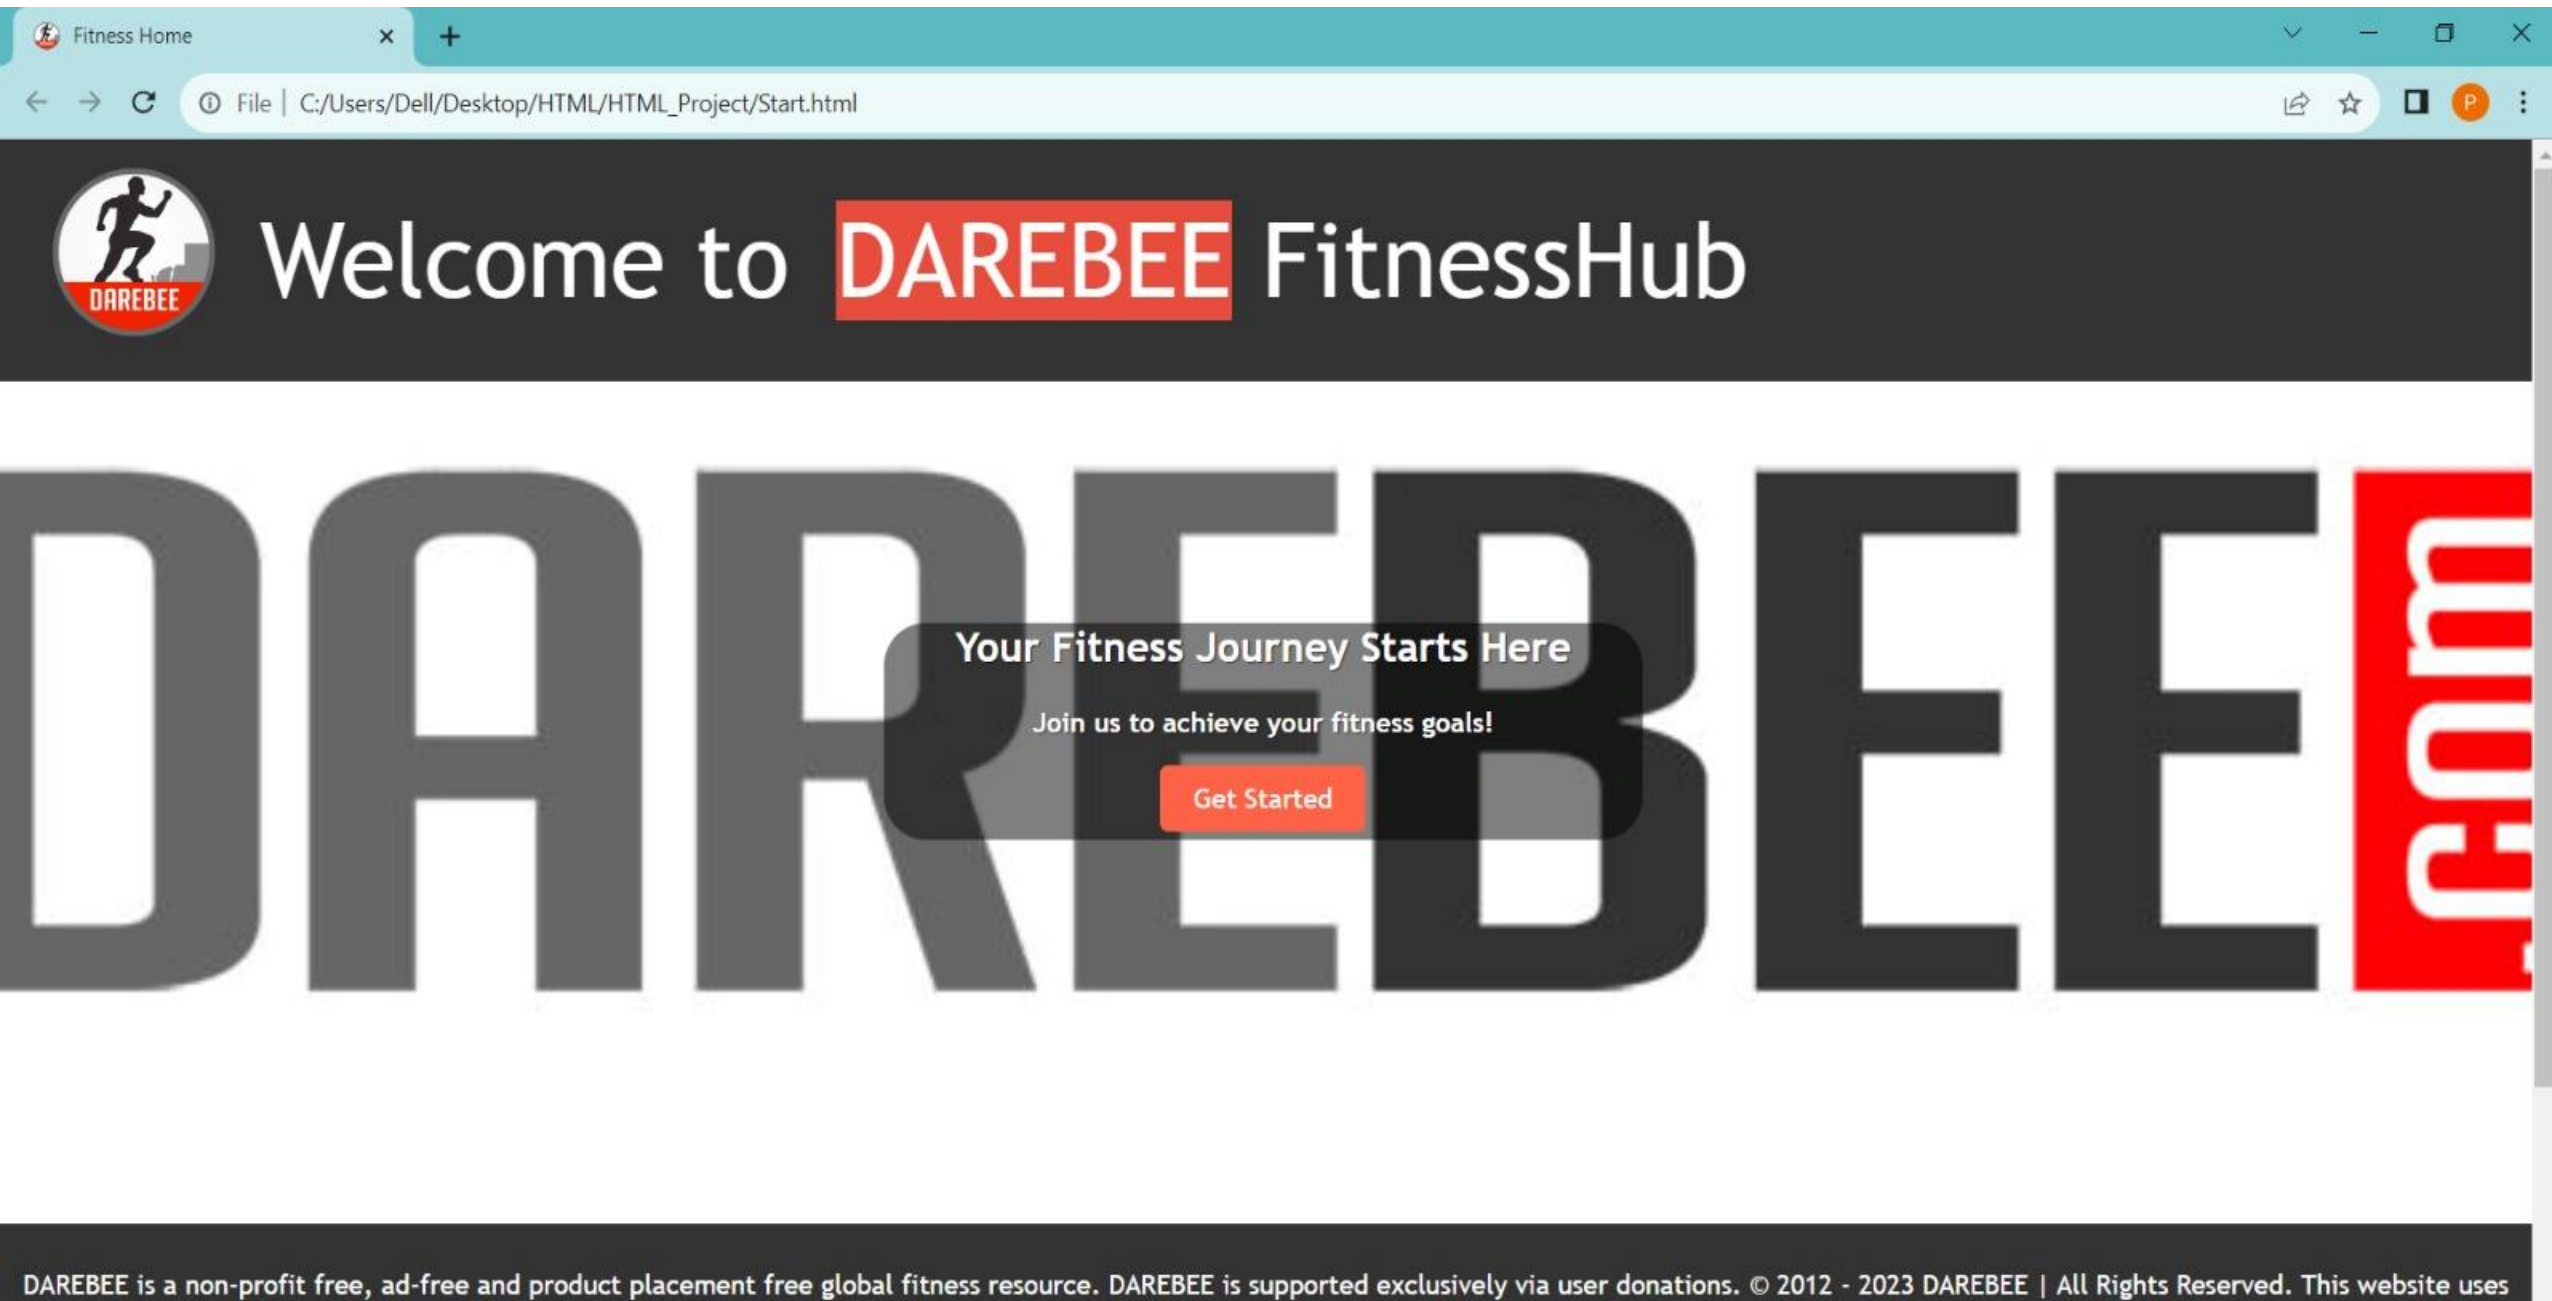 Fitness Home
File | C:/Users/Dell/Desktop/HTML/HTML_Project/Start.html
P
DAREBEE
Welcome to DAREBEE FitnessHub
DAREBEE
.com
Your Fitness Journey Starts Here
Join us to achieve your fitness goals!
Get Started
DAREBEE is a non-profit free, ad-free and product placement free global fitness resource. DAREBEE is supported exclusively via user donations. © 2012 - 2023 DAREBEE | All Rights Reserved. This website uses